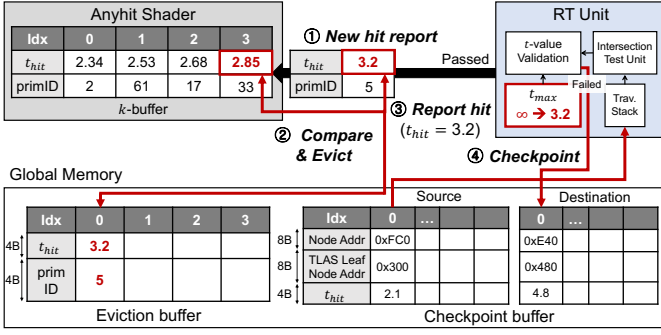 Anyhit Shader
Idx 0 1 2 3
t_hit 2.34 2.53 2.68 2.85
primID 2 61 17 33
k-buffer
① New hit report
t_hit 3.2
primID 5
Passed
② Compare & Evict
③ Report hit
(t_hit = 3.2)
RT Unit
t-value Validation
Intersection Test Unit
Failed
t_max
∞ → 3.2
Trav. Stack
④ Checkpoint
Global Memory
Idx 0 1 2 3
4B t_hit 3.2
4B prim ID 5
Eviction buffer
Source
Idx 0 ...
8B Node Addr 0xFC0
8B TLAS Leaf Node Addr 0x300
4B t_hit 2.1
Destination
0 ...
0xE40
0x480
4.8
Checkpoint buffer